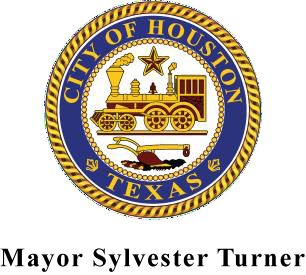 CITY OF HOUSTON
TEXAS
Mayor Sylvester Turner